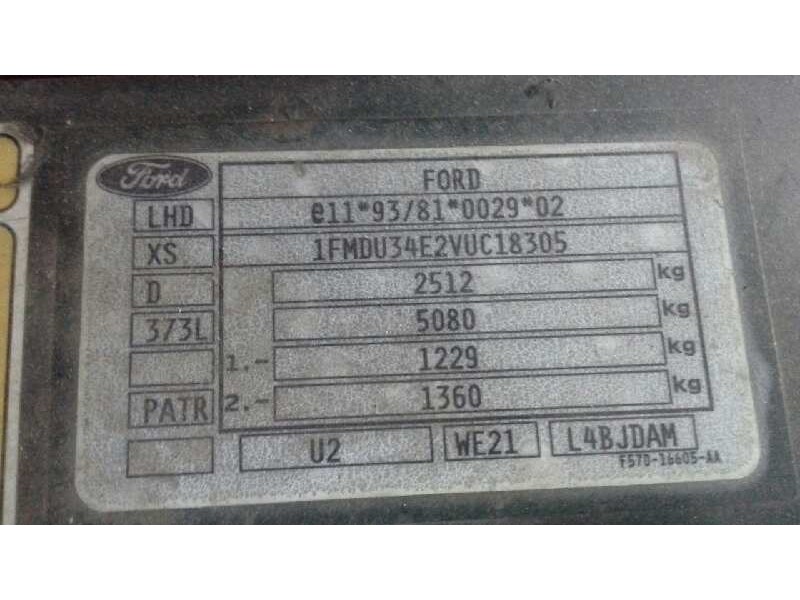 Ford
FORD
LHD e11*93/81*0029*02
XS 1FMDU34E2VUC18305
D 2512 kg
373L 5080 kg
1.- 1229 kg
PATR 2.- 1360 kg
U2 WE21 L4BJDAM
F57B-16605-AA